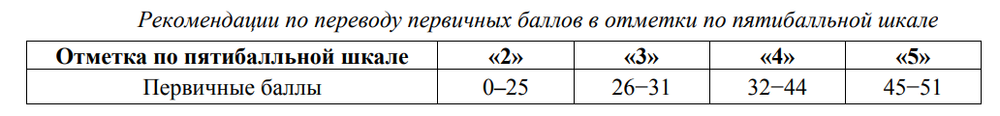 Рекомендации по переводу первичных баллов в отметки по пятибалльной шкале
Отметка по пятибалльной шкале «2» «3» «4» «5»
Первичные баллы 0–25 26−31 32−44 45−51